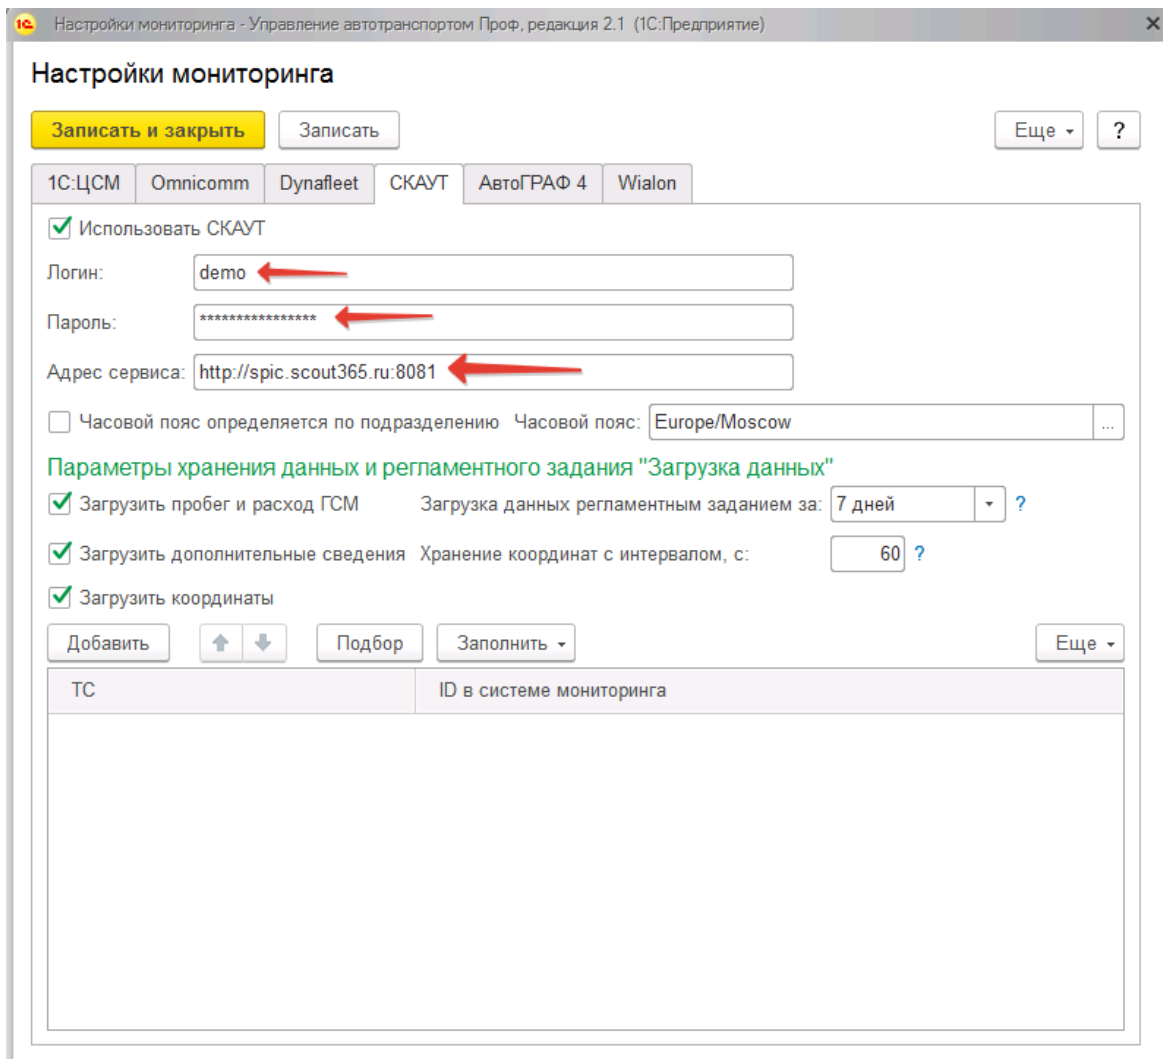 1С Настройки мониторинга - Управление автотранспортом Проф, редакция 2.1 (1С:Предприятие)
Настройки мониторинга
Записать и закрыть Записать Еще ?
1С:ЦСМ Omnicomm Dynafleet СКАУТ АвтоГРАФ 4 Wialon
Использовать СКАУТ
Логин: demo
Пароль: ****************
Адрес сервиса: http://spic.scout365.ru:8081
Часовой пояс определяется по подразделению Часовой пояс: Europe/Moscow ...
Параметры хранения данных и регламентного задания "Загрузка данных"
Загрузить пробег и расход ГСМ Загрузка данных регламентным заданием за: 7 дней ?
Загрузить дополнительные сведения Хранение координат с интервалом, с: 60 ?
Загрузить координаты
Добавить Подбор Заполнить Еще
ТС ID в системе мониторинга